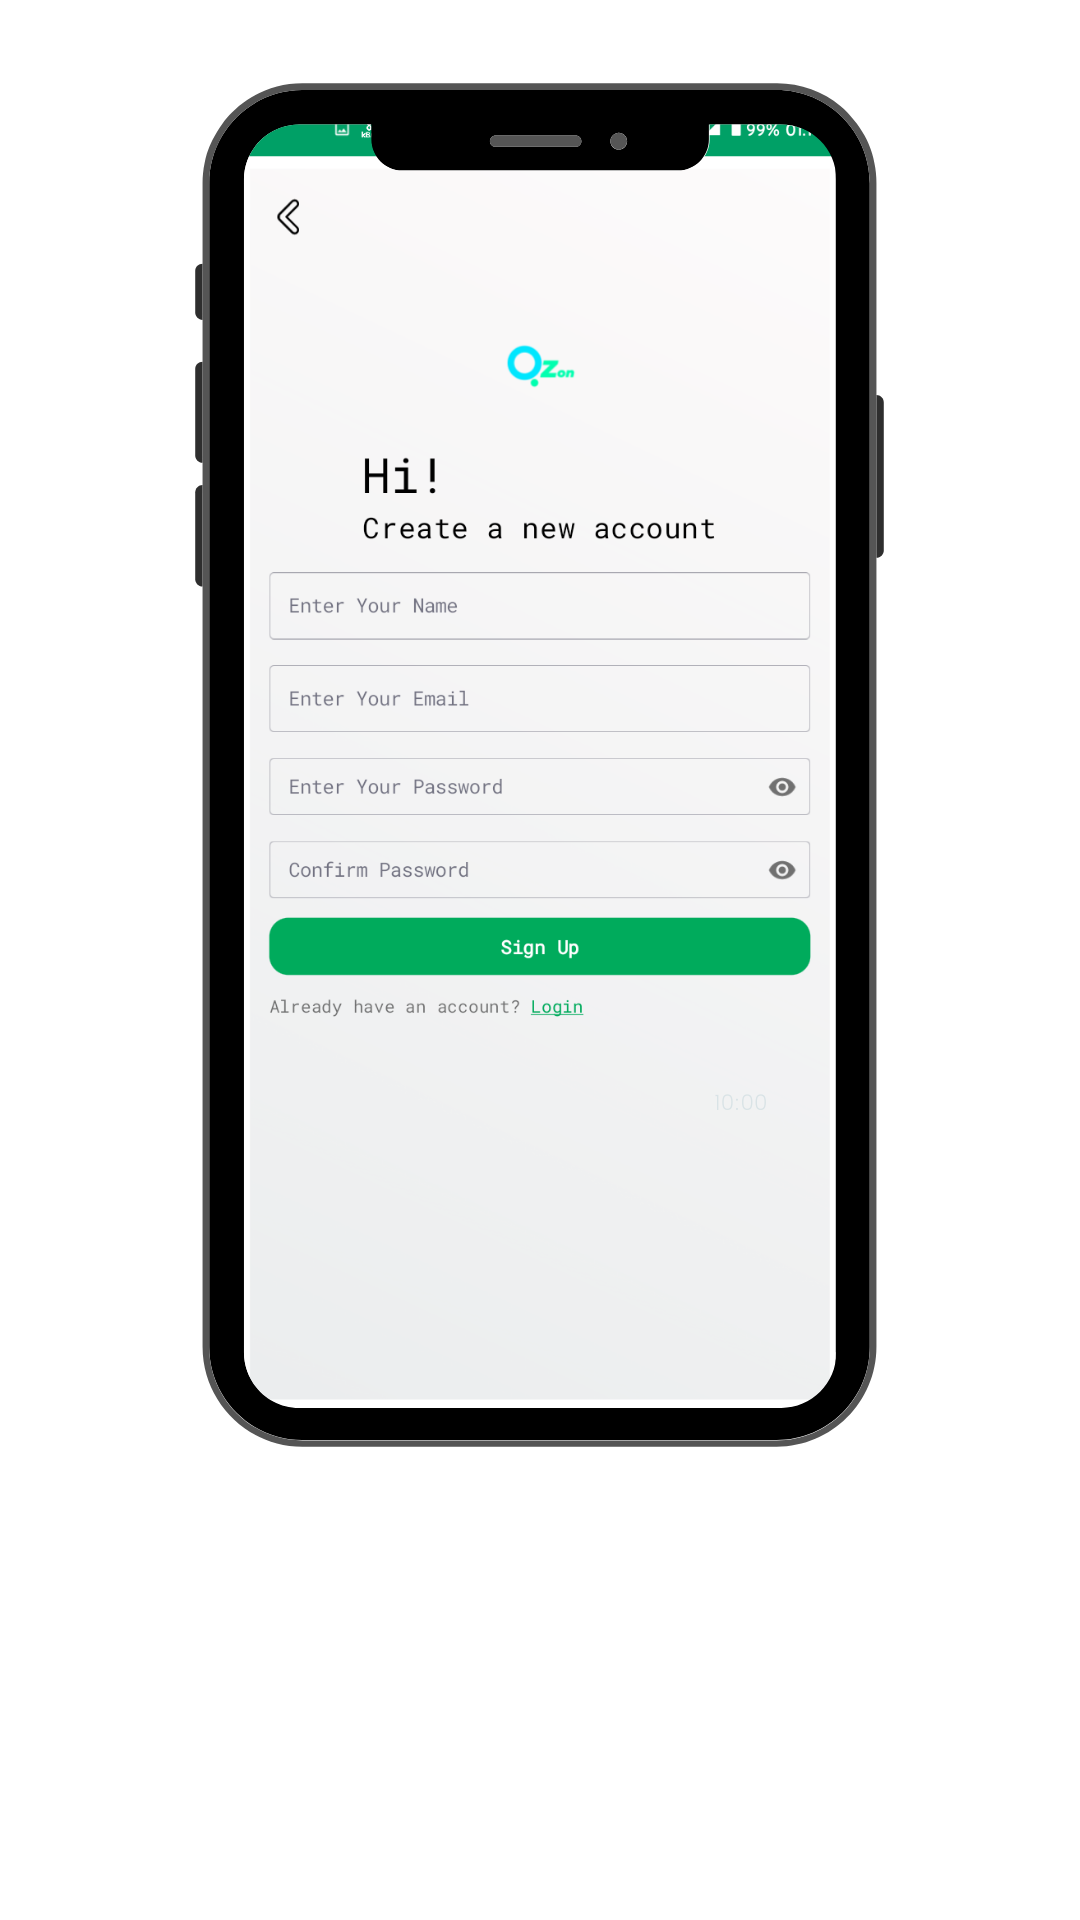 99%
Ozon
Hi!
Create a new account
Enter Your Name
Enter Your Email
Enter Your Password
Confirm Password
Sign Up
Already have an account? Login
10:00